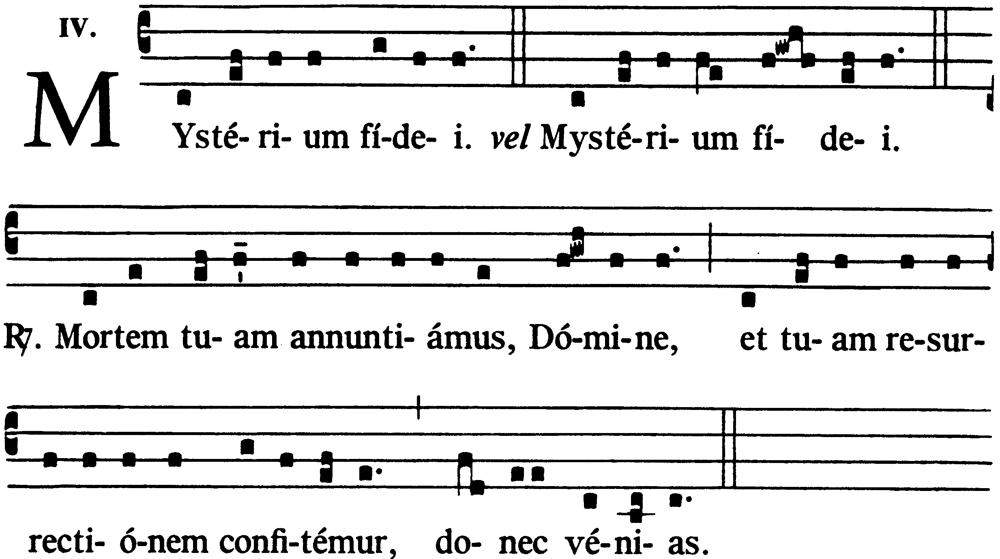 IV.
MYsté- ri- um fí-de- i. vel Mysté-ri- um fí- de- i.
℟. Mortem tu- am annunti- ámus, Dó-mi-ne, et tu- am re-sur-
recti- ó-nem confi-témur, do- nec vé-ni- as.